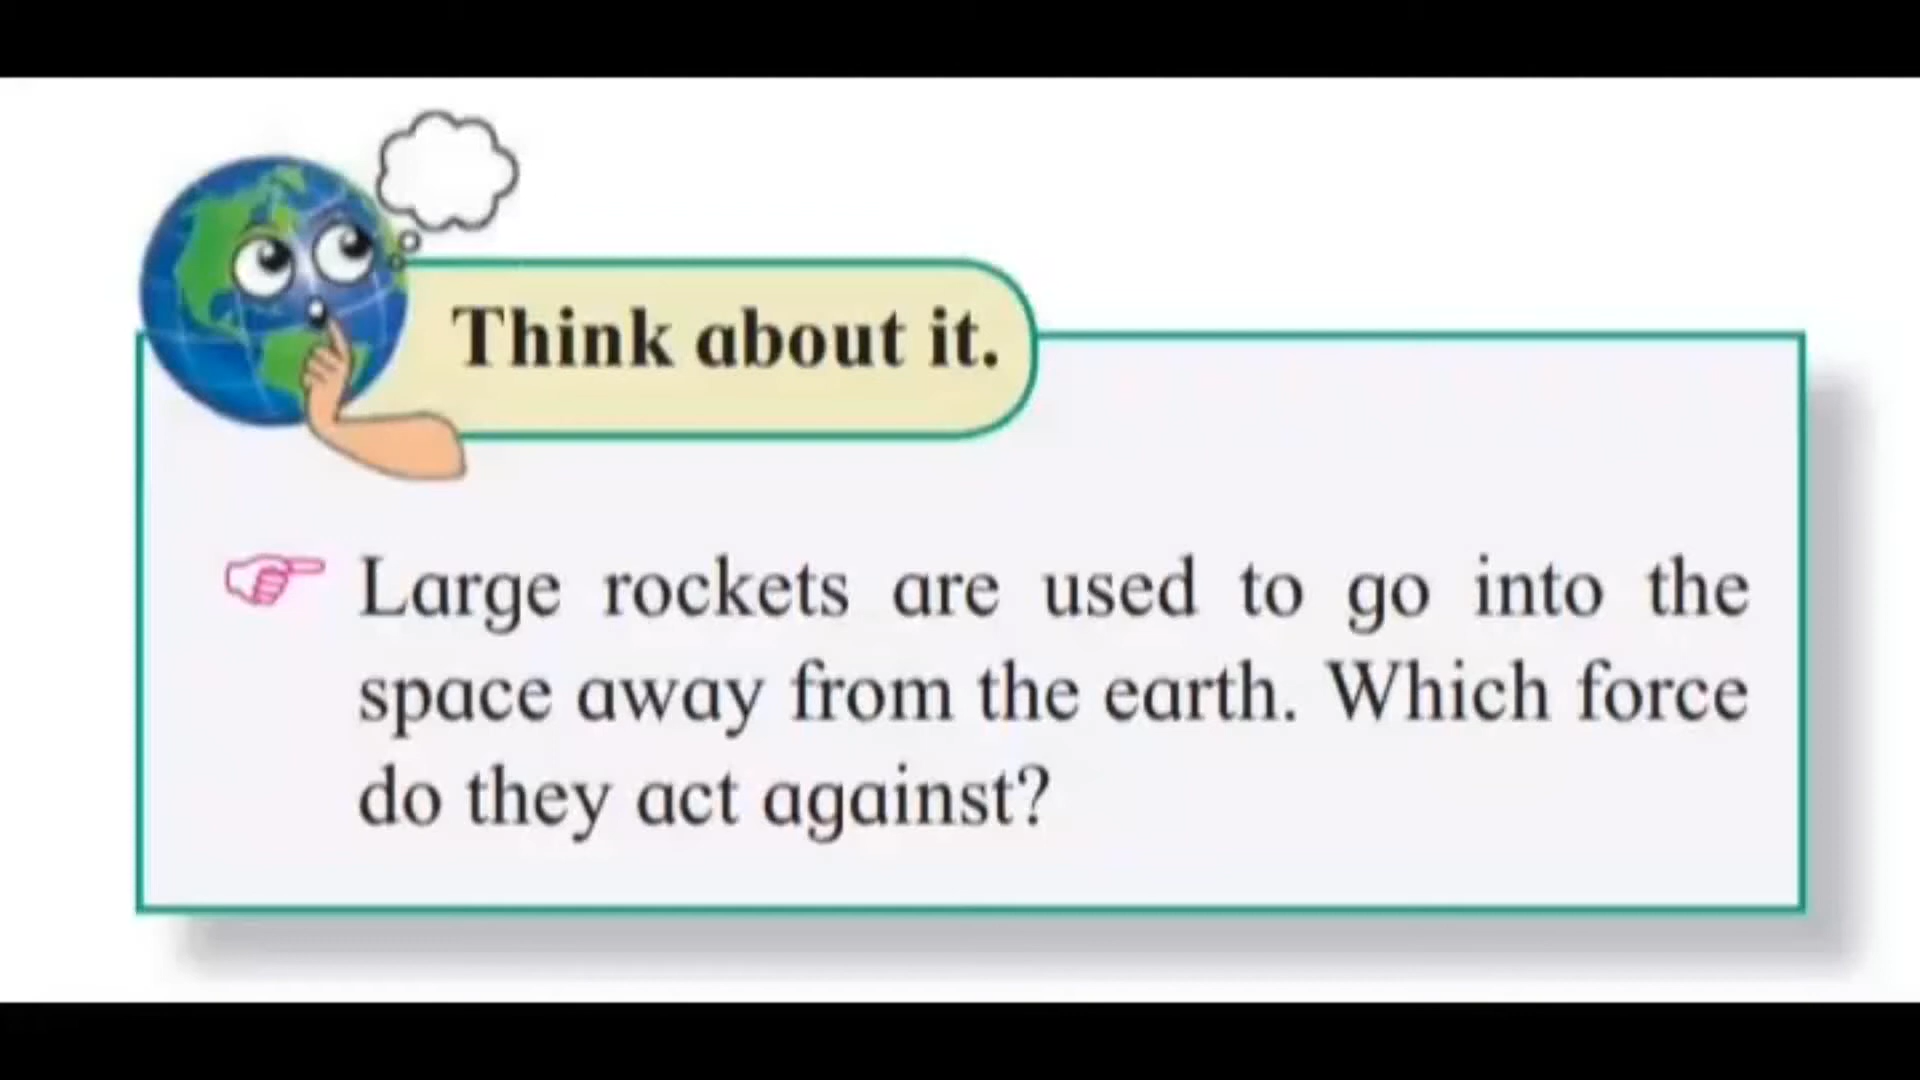 Think about it.
Large rockets are used to go into the
space away from the earth. Which force
do they act against?